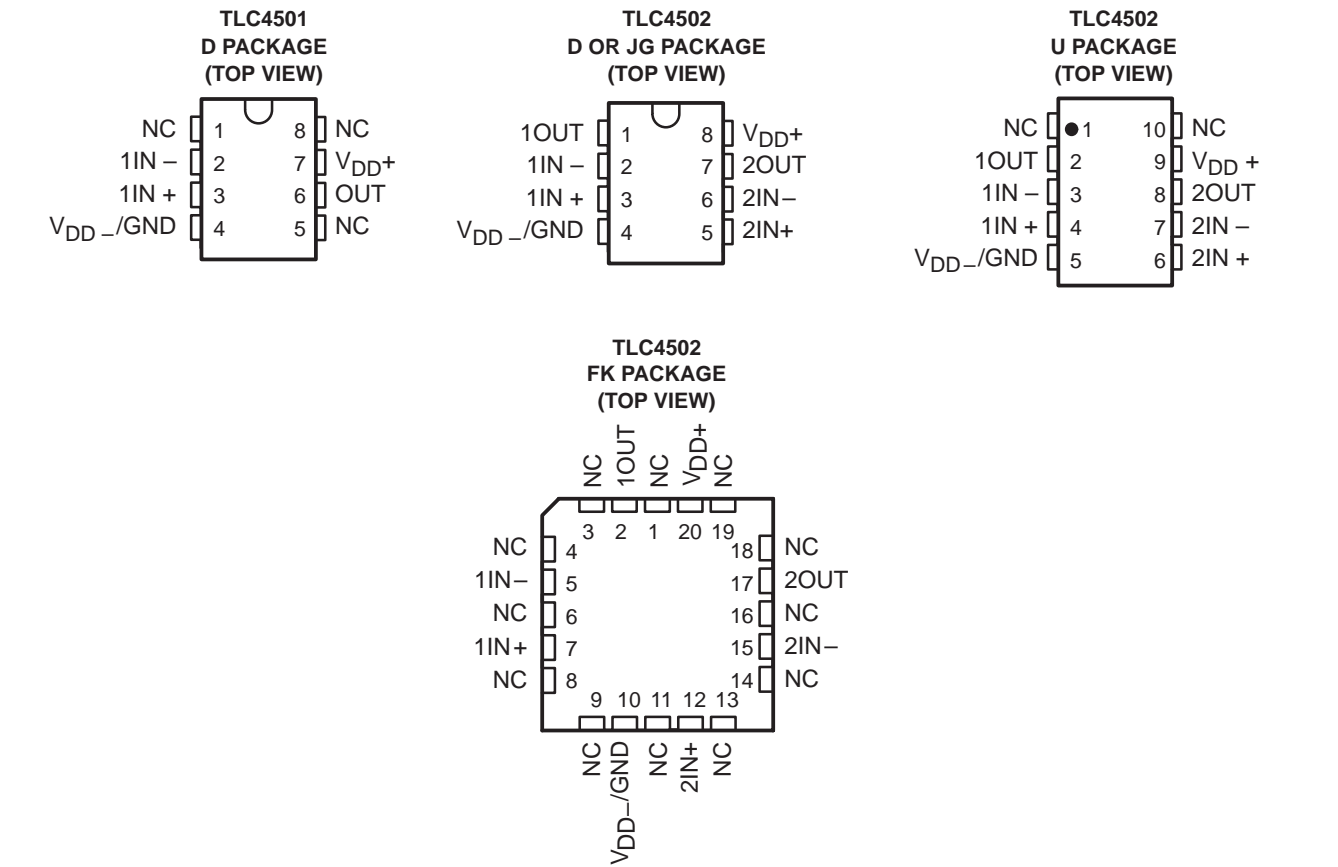 TLC4501
D PACKAGE
(TOP VIEW)
NC 1 8 NC
1IN – 2 7 VDD+
1IN + 3 6 OUT
VDD –/GND 4 5 NC
TLC4502
D OR JG PACKAGE
(TOP VIEW)
1OUT 1 8 VDD+
1IN – 2 7 2OUT
1IN + 3 6 2IN–
VDD –/GND 4 5 2IN+
TLC4502
U PACKAGE
(TOP VIEW)
NC 1 10 NC
1OUT 2 9 VDD +
1IN – 3 8 2OUT
1IN + 4 7 2IN –
VDD–/GND 5 6 2IN +
TLC4502
FK PACKAGE
(TOP VIEW)
NC 1OUT NC VDD+ NC
3 2 1 20 19
NC 4 18 NC
1IN– 5 17 2OUT
NC 6 16 NC
1IN+ 7 15 2IN–
NC 8 14 NC
9 10 11 12 13
NC VDD–/GND NC 2IN+ NC